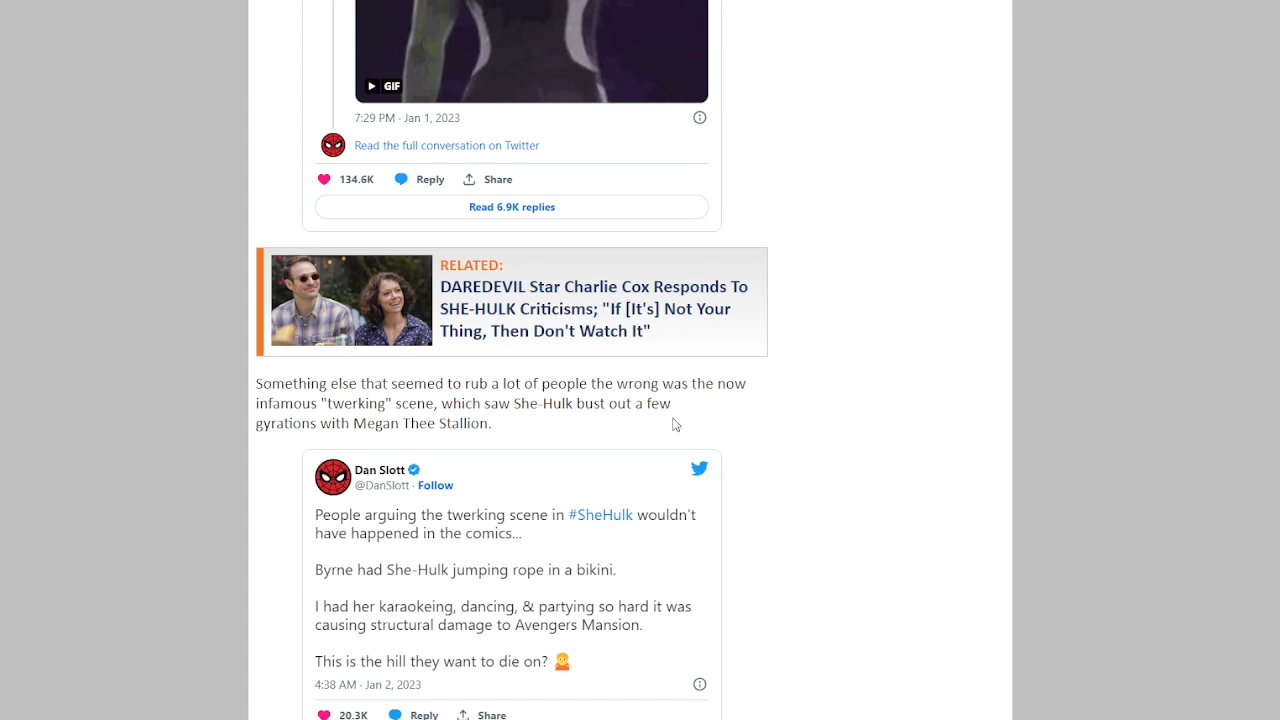 GIF
7:29 PM · Jan 1, 2023
Read the full conversation on Twitter
134.6K Reply Share
Read 6.9K replies
RELATED:
DAREDEVIL Star Charlie Cox Responds To
SHE-HULK Criticisms; "If [It's] Not Your
Thing, Then Don't Watch It"
Something else that seemed to rub a lot of people the wrong was the now
infamous "twerking" scene, which saw She-Hulk bust out a few
gyrations with Megan Thee Stallion.
Dan Slott
@DanSlott · Follow
People arguing the twerking scene in #SheHulk wouldn't
have happened in the comics...
Byrne had She-Hulk jumping rope in a bikini.
I had her karaokeing, dancing, & partying so hard it was
causing structural damage to Avengers Mansion.
This is the hill they want to die on? 🤷
4:38 AM · Jan 2, 2023
20.3K Reply Share